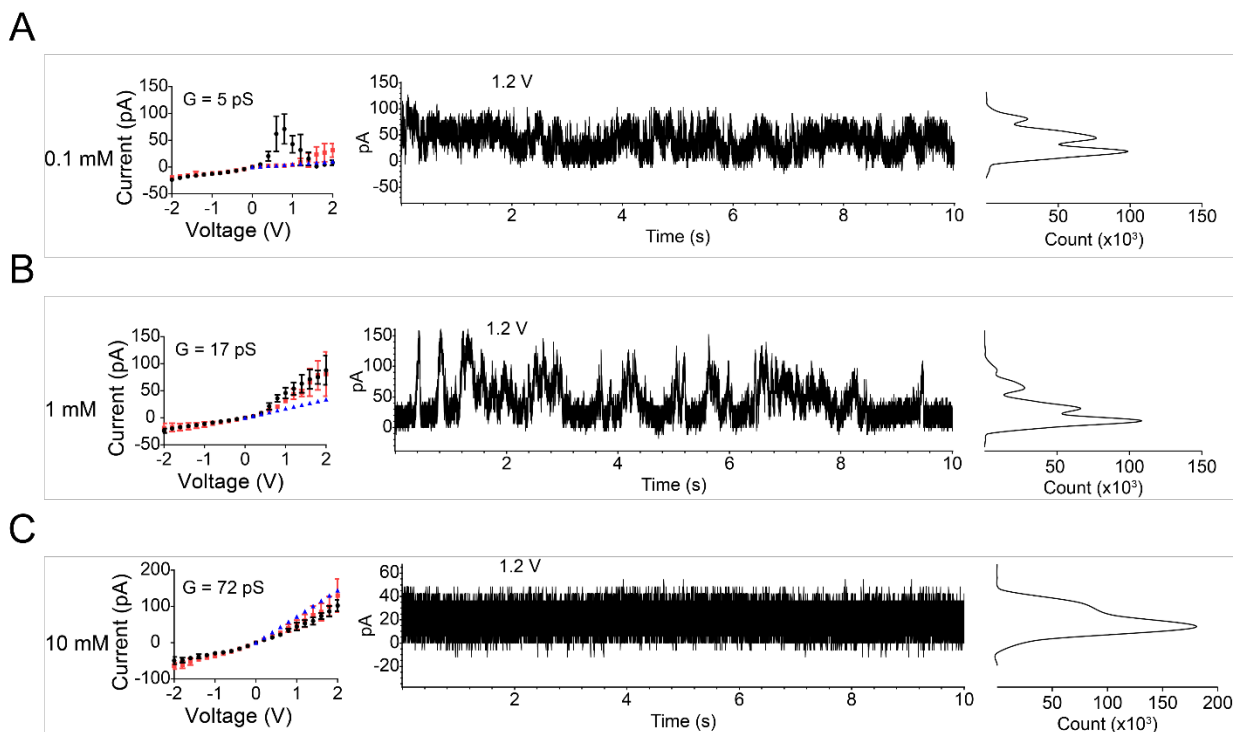 A
0.1 mM
Current (pA)
150
100
50
0
-50
G = 5 pS
-2 -1 0 1 2
Voltage (V)
1.2 V
pA
150
100
50
0
-50
2 4 6 8 10
Time (s)
50 100 150
Count (x10³)
B
1 mM
Current (pA)
150
100
50
0
-50
G = 17 pS
-2 -1 0 1 2
Voltage (V)
1.2 V
pA
150
100
50
0
2 4 6 8 10
Time (s)
50 100 150
Count (x10³)
C
10 mM
Current (pA)
200
100
0
-100
G = 72 pS
-2 -1 0 1 2
Voltage (V)
1.2 V
pA
60
40
20
0
-20
2 4 6 8 10
Time (s)
50 100 150 200
Count (x10³)